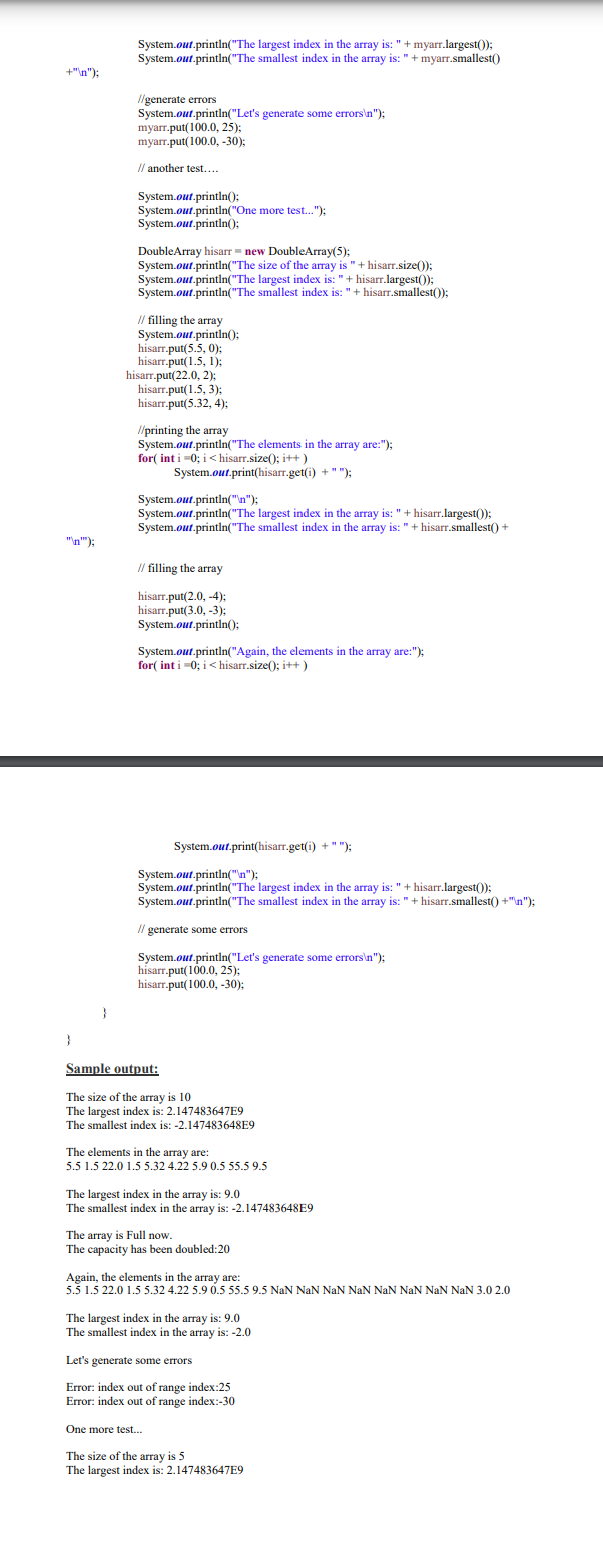 System.out.println("The largest index in the array is: " + myarr.largest());
System.out.println("The smallest index in the array is: " + myarr.smallest()
+"\n");
//generate errors
System.out.println("Let's generate some errors\n");
myarr.put(100.0, 25);
myarr.put(100.0, -30);
// another test….
System.out.println();
System.out.println("One more test...");
System.out.println();
DoubleArray hisarr = new DoubleArray(5);
System.out.println("The size of the array is " + hisarr.size());
System.out.println("The largest index is: " + hisarr.largest());
System.out.println("The smallest index is: " + hisarr.smallest());
// filling the array
System.out.println();
hisarr.put(5.5, 0);
hisarr.put(1.5, 1);
hisarr.put(22.0, 2);
hisarr.put(1.5, 3);
hisarr.put(5.32, 4);
//printing the array
System.out.println("The elements in the array are:");
for( int i =0; i < hisarr.size(); i++ )
System.out.print(hisarr.get(i) + " ");
System.out.println("\n");
System.out.println("The largest index in the array is: " + hisarr.largest());
System.out.println("The smallest index in the array is: " + hisarr.smallest() +
"\n'");
// filling the array
hisarr.put(2.0, -4);
hisarr.put(3.0, -3);
System.out.println();
System.out.println("Again, the elements in the array are:");
for( int i =0; i < hisarr.size(); i++ )
System.out.print(hisarr.get(i) + " ");
System.out.println("\n");
System.out.println("The largest index in the array is: " + hisarr.largest());
System.out.println("The smallest index in the array is: " + hisarr.smallest() +"\n");
// generate some errors
System.out.println("Let's generate some errors\n");
hisarr.put(100.0, 25);
hisarr.put(100.0, -30);
}
}
Sample output:
The size of the array is 10
The largest index is: 2.147483647E9
The smallest index is: -2.147483648E9
The elements in the array are:
5.5 1.5 22.0 1.5 5.32 4.22 5.9 0.5 55.5 9.5
The largest index in the array is: 9.0
The smallest index in the array is: -2.147483648E9
The array is Full now.
The capacity has been doubled:20
Again, the elements in the array are:
5.5 1.5 22.0 1.5 5.32 4.22 5.9 0.5 55.5 9.5 NaN NaN NaN NaN NaN NaN NaN NaN 3.0 2.0
The largest index in the array is: 9.0
The smallest index in the array is: -2.0
Let's generate some errors
Error: index out of range index:25
Error: index out of range index:-30
One more test...
The size of the array is 5
The largest index is: 2.147483647E9